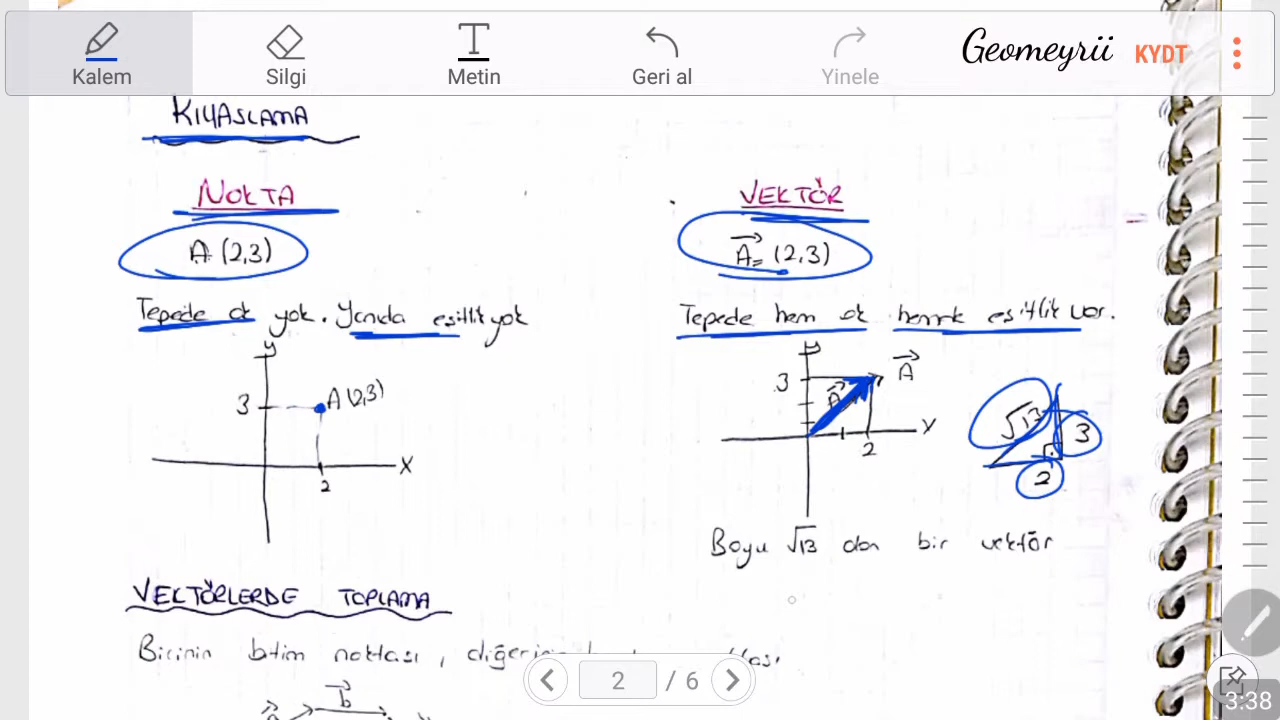 Kalem
Silgi
Metin
Geri al
Yinele
Geomeyrii KYDT
KIYASLAMA
NOKTA
A (2,3)
Tepede ok yok. Yanda eşitlik yok
y
3
A (2,3)
2
X
VEKTÖR
A= (2,3)
Tepede hem ok hemde eşitlik var.
y
3
A
A
2
X
√13
3
2
Boyu √13 olan bir vektör
VEKTÖRLERDE TOPLAMA
Birinin bitim noktası,
b
2 / 6
3:38